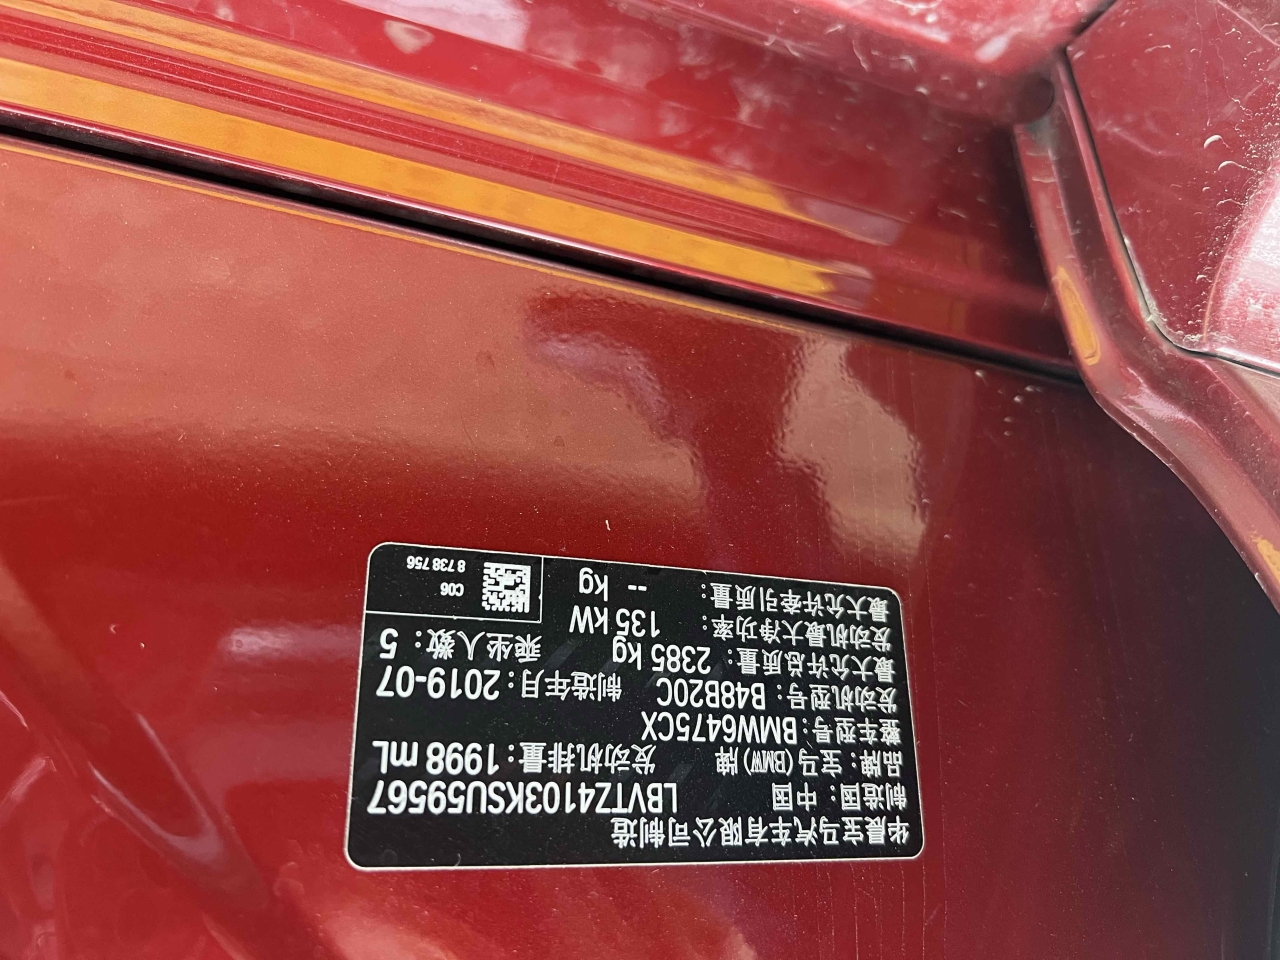 华晨宝马汽车有限公司制造
制造国：中国 LBVTZ4103KSU59567
品牌：宝马(BMW)牌 发动机排量：1998 mL
整车型号：BMW6475CX
发动机型号：B48B20C 制造年月：2019-07
最大允许总质量：2385 kg 乘坐人数：5
发动机最大净功率：135 kW
最大允许牵引质量：-- kg
C06
8 738 756